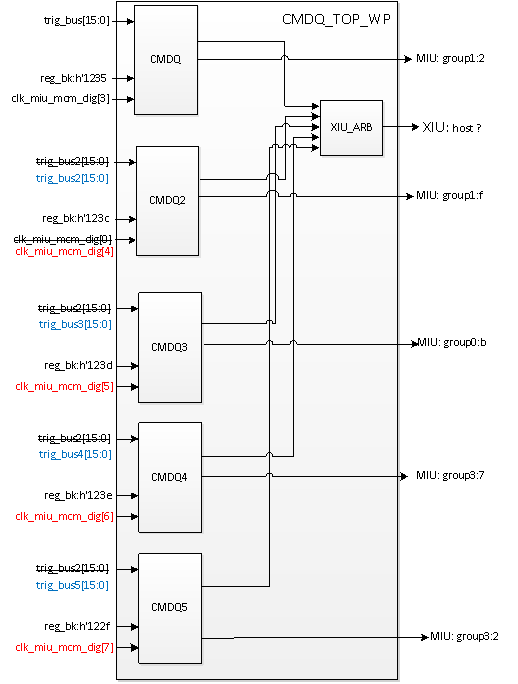 CMDQ_TOP_WP
trig_bus[15:0]
CMDQ
MIU: group1:2
reg_bk:h'1235
clk_miu_mcm_dig[3]
XIU_ARB
XIU: host ?
trig_bus2[15:0]
trig_bus2[15:0]
CMDQ2
MIU: group1:f
reg_bk:h'123c
clk_miu_mcm_dig[0]
clk_miu_mcm_dig[4]
trig_bus2[15:0]
trig_bus3[15:0]
CMDQ3
MIU: group0:b
reg_bk:h'123d
clk_miu_mcm_dig[5]
trig_bus2[15:0]
trig_bus4[15:0]
CMDQ4
MIU: group3:7
reg_bk:h'123e
clk_miu_mcm_dig[6]
trig_bus2[15:0]
trig_bus5[15:0]
CMDQ5
reg_bk:h'122f
MIU: group3:2
clk_miu_mcm_dig[7]